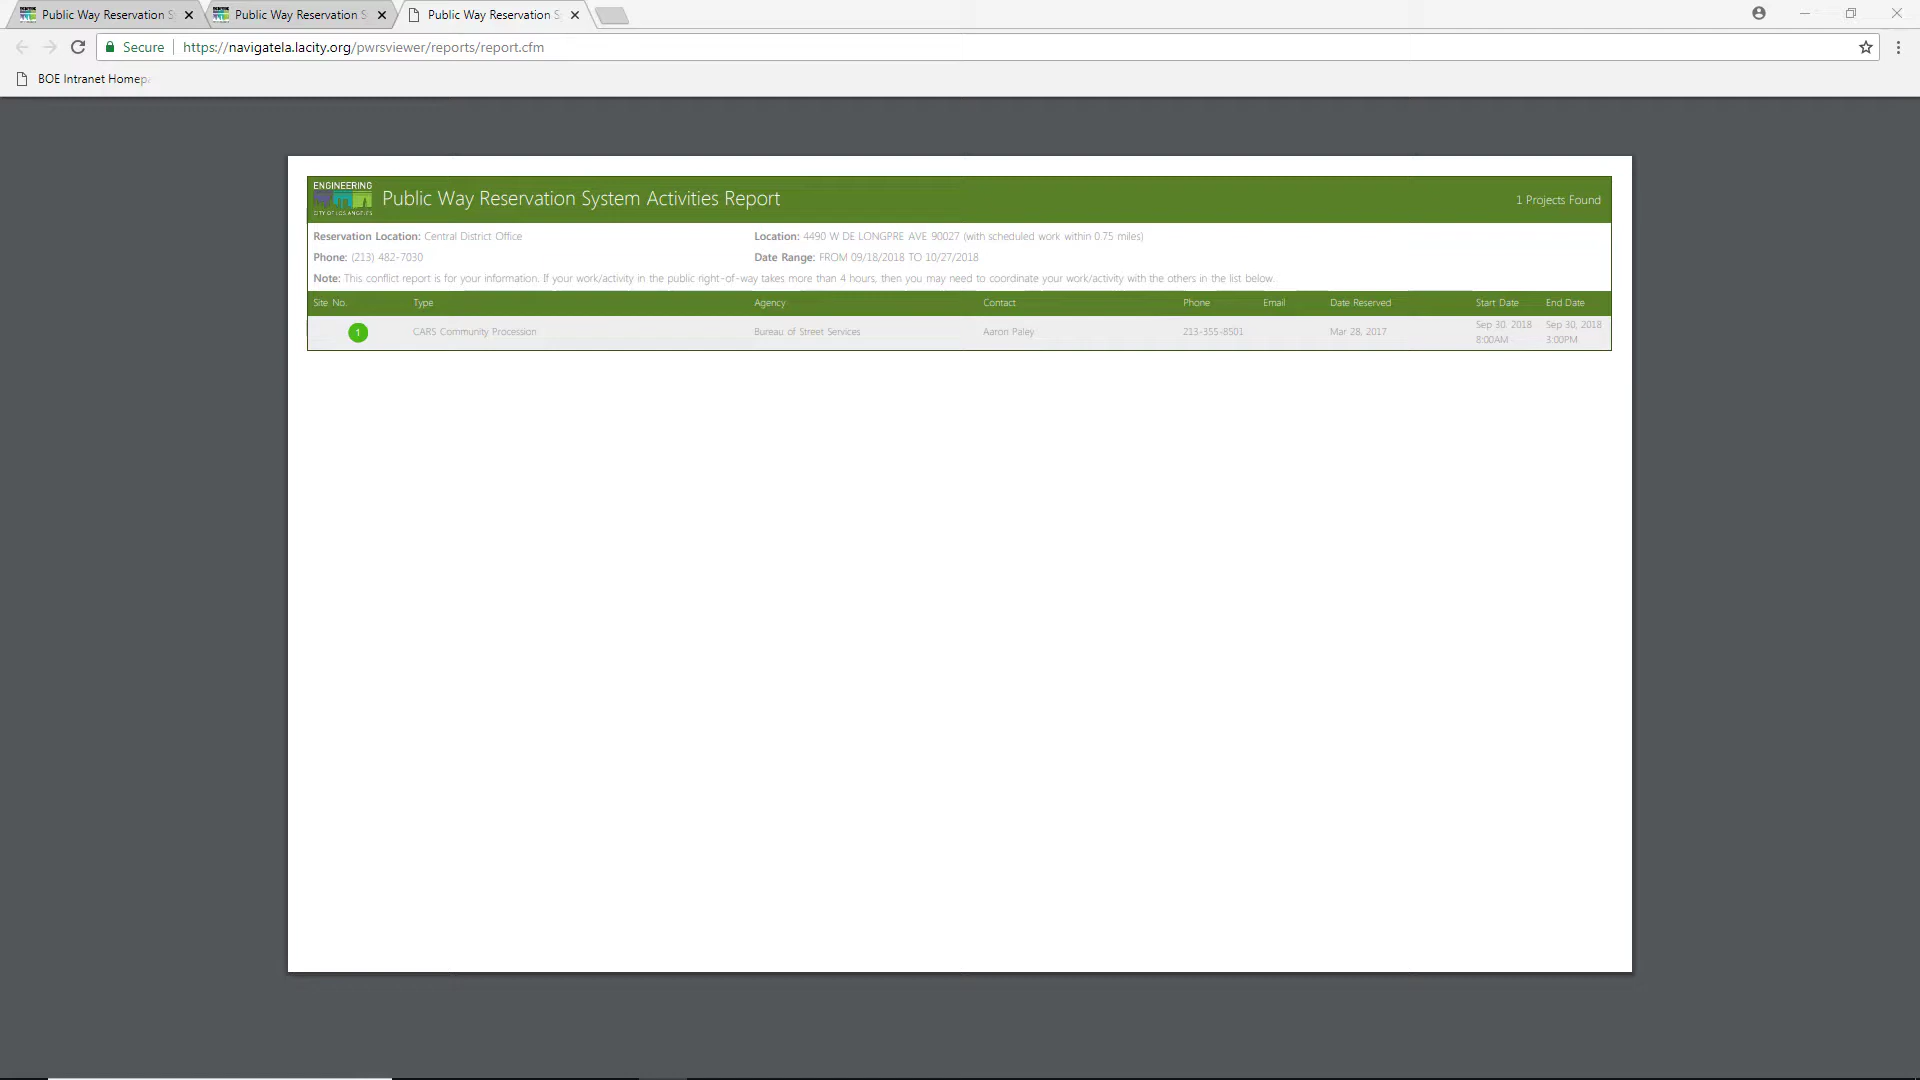 Public Way Reservation S
Public Way Reservation S
Public Way Reservation S
Secure
https://navigatela.lacity.org/pwrsviewer/reports/report.cfm
BOE Intranet Homepa
ENGINEERING
CITY OF LOS ANGELES
Public Way Reservation System Activities Report
1 Projects Found
Reservation Location: Central District Office
Location: 4490 W DE LONGPRE AVE 90027 (with scheduled work within 0.75 miles)
Phone: (213) 482-7030
Date Range: FROM 09/18/2018 TO 10/27/2018
Note: This conflict report is for your information. If your work/activity in the public right-of-way takes more than 4 hours, then you may need to coordinate your work/activity with the others in the list below.
Site No. Type Agency Contact Phone Email Date Reserved Start Date End Date
1 CARS Community Procession Bureau of Street Services Aaron Paley 213-355-8501 Mar 28, 2017 Sep 30, 2018 Sep 30, 2018
8:00AM 3:00PM